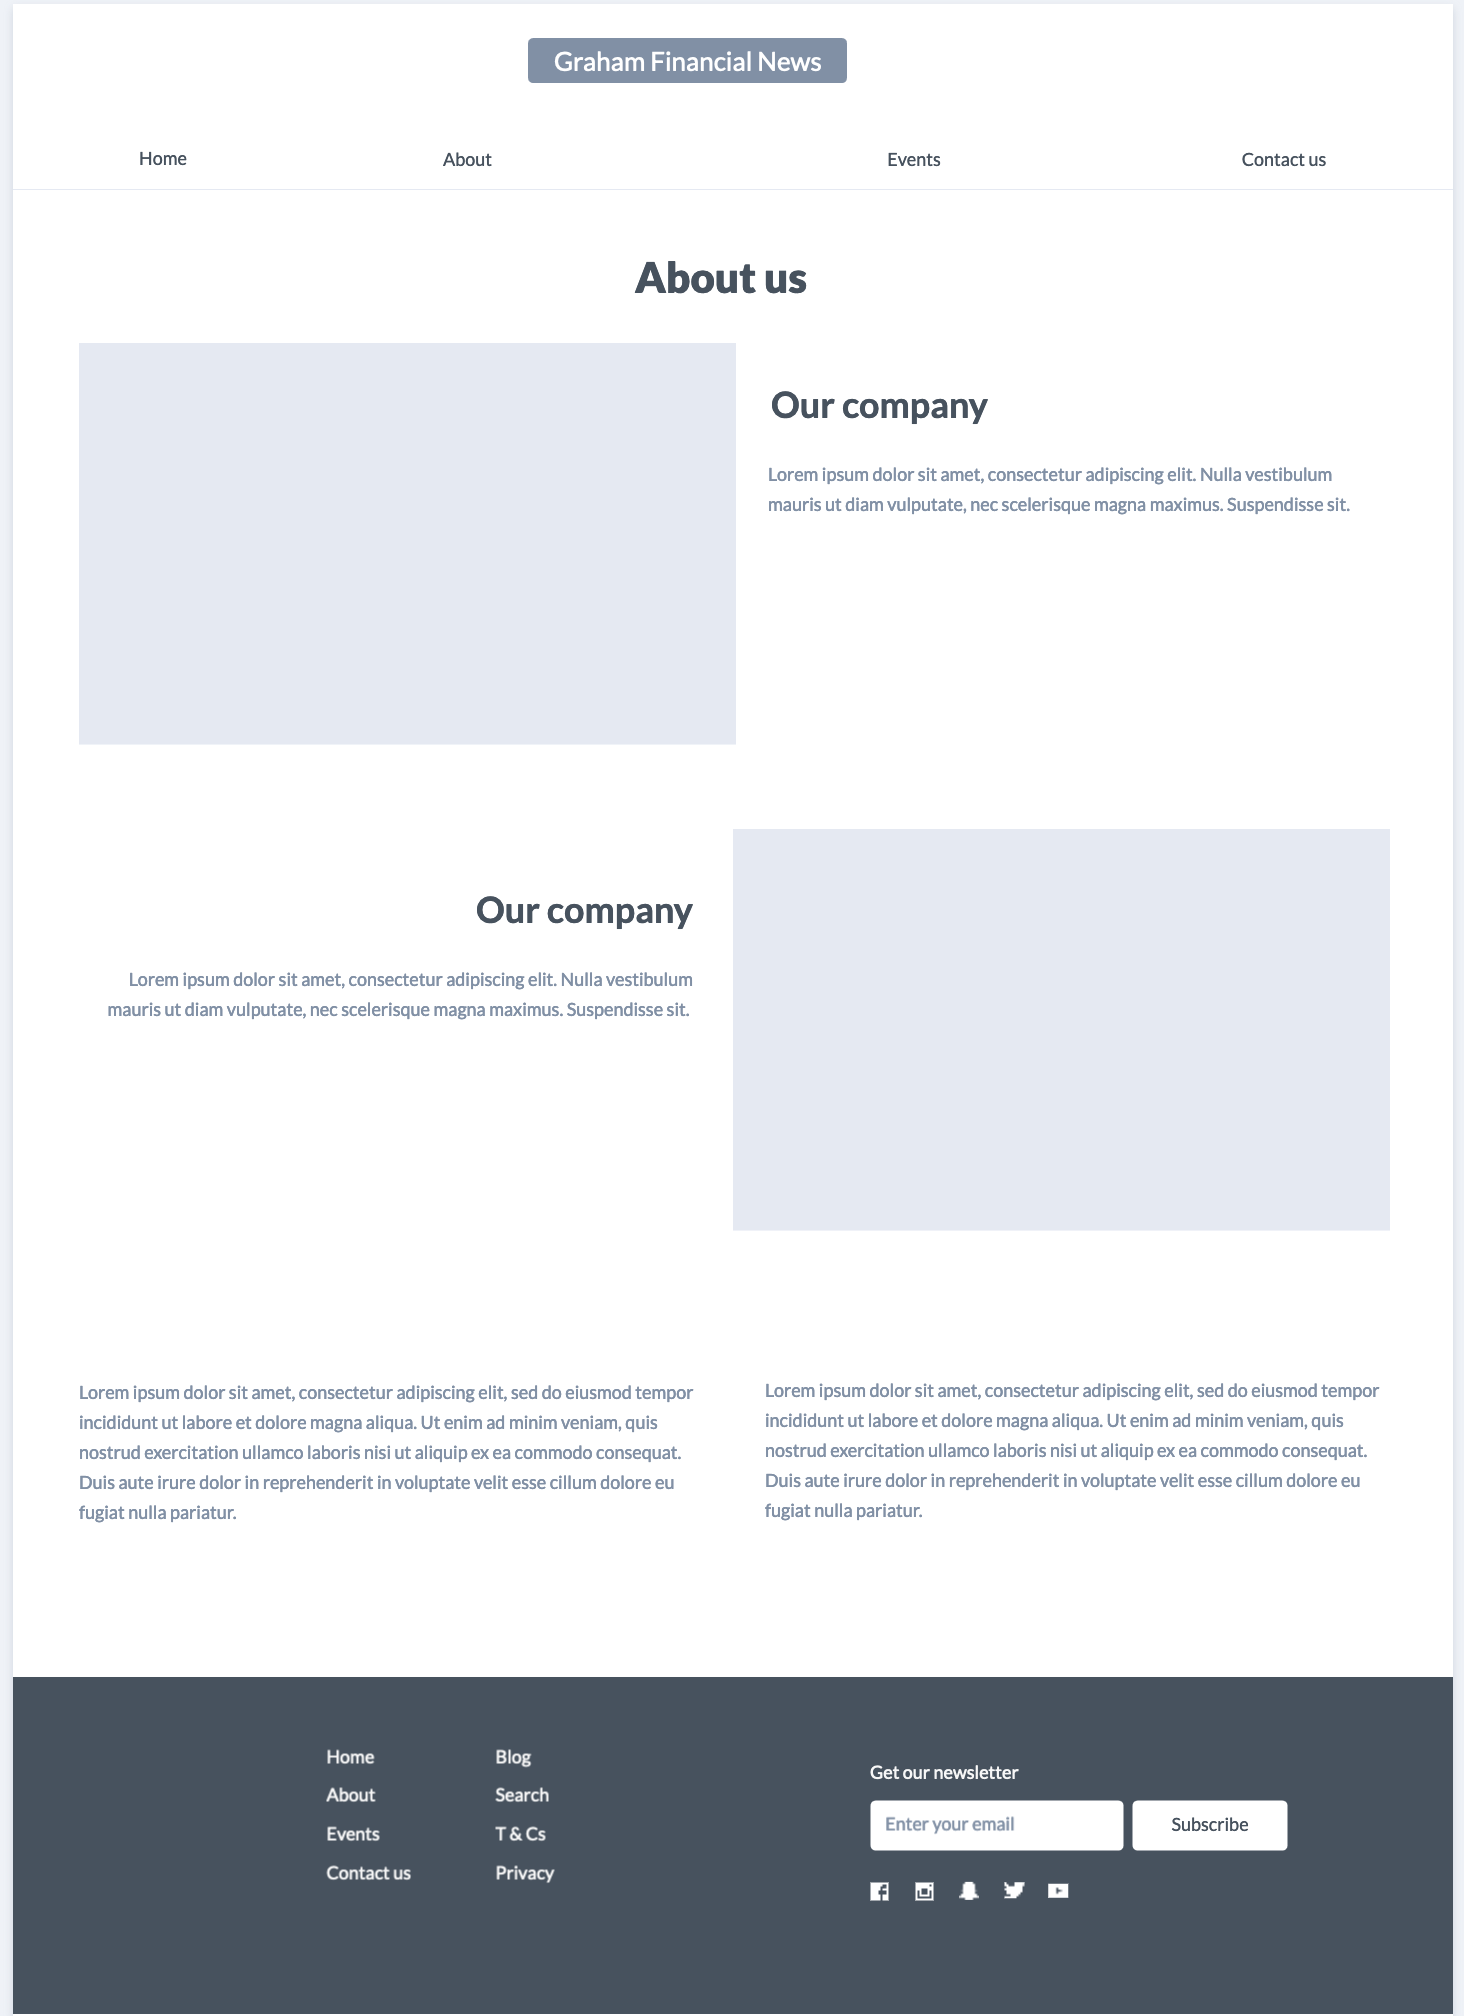 Graham Financial News
Home
About
Events
Contact us
About us
Our company
Lorem ipsum dolor sit amet, consectetur adipiscing elit. Nulla vestibulum
mauris ut diam vulputate, nec scelerisque magna maximus. Suspendisse sit.
Our company
Lorem ipsum dolor sit amet, consectetur adipiscing elit. Nulla vestibulum
mauris ut diam vulputate, nec scelerisque magna maximus. Suspendisse sit.
Lorem ipsum dolor sit amet, consectetur adipiscing elit, sed do eiusmod tempor
incididunt ut labore et dolore magna aliqua. Ut enim ad minim veniam, quis
nostrud exercitation ullamco laboris nisi ut aliquip ex ea commodo consequat.
Duis aute irure dolor in reprehenderit in voluptate velit esse cillum dolore eu
fugiat nulla pariatur.
Lorem ipsum dolor sit amet, consectetur adipiscing elit, sed do eiusmod tempor
incididunt ut labore et dolore magna aliqua. Ut enim ad minim veniam, quis
nostrud exercitation ullamco laboris nisi ut aliquip ex ea commodo consequat.
Duis aute irure dolor in reprehenderit in voluptate velit esse cillum dolore eu
fugiat nulla pariatur.
Home
About
Events
Contact us
Blog
Search
T & Cs
Privacy
Get our newsletter
Enter your email
Subscribe